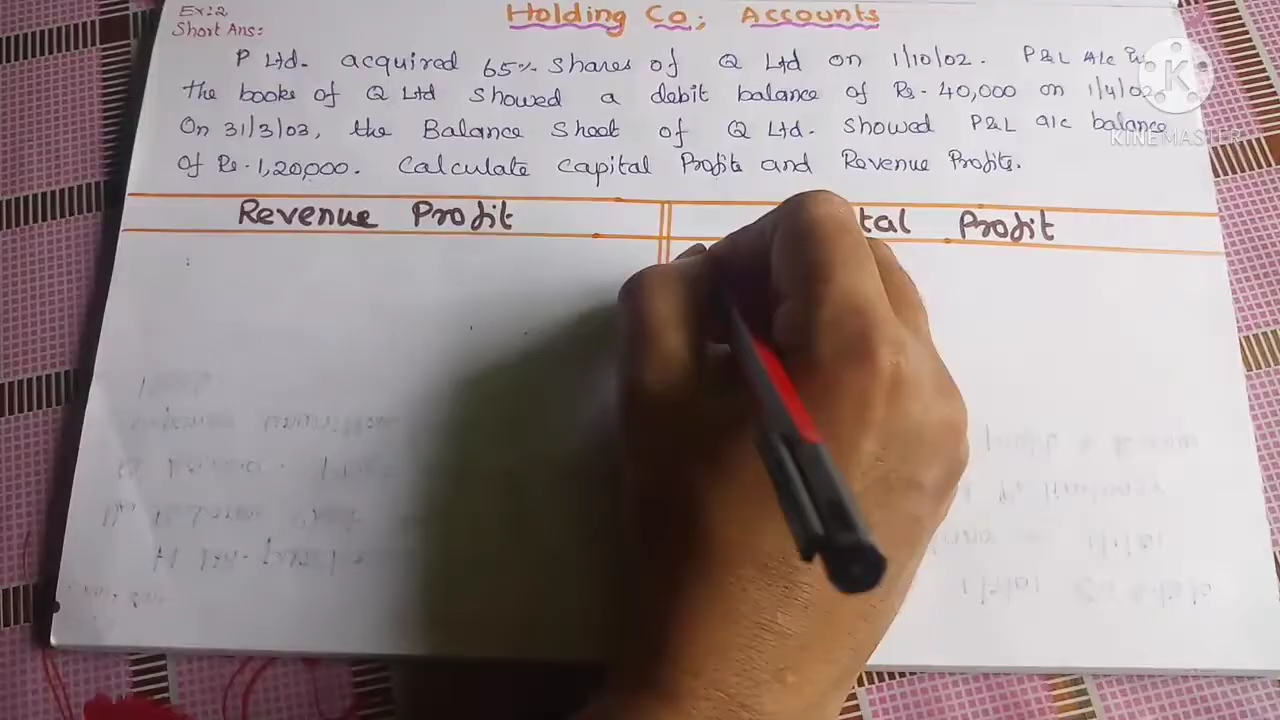 Ex:2
Holding Co; Accounts
Short Ans:
P Ltd. acquired 65% shares of Q Ltd on 1/10/02. P&L A/c in
the books of Q Ltd showed a debit balance of Rs. 40,000 on 1/4/02.
On 31/3/03, the Balance Sheet of Q Ltd. showed P&L a/c balance
of Rs. 1,20,000. Calculate Capital Profit and Revenue Profits.
Revenue Profit
tal Profit
K
KINEMASTER